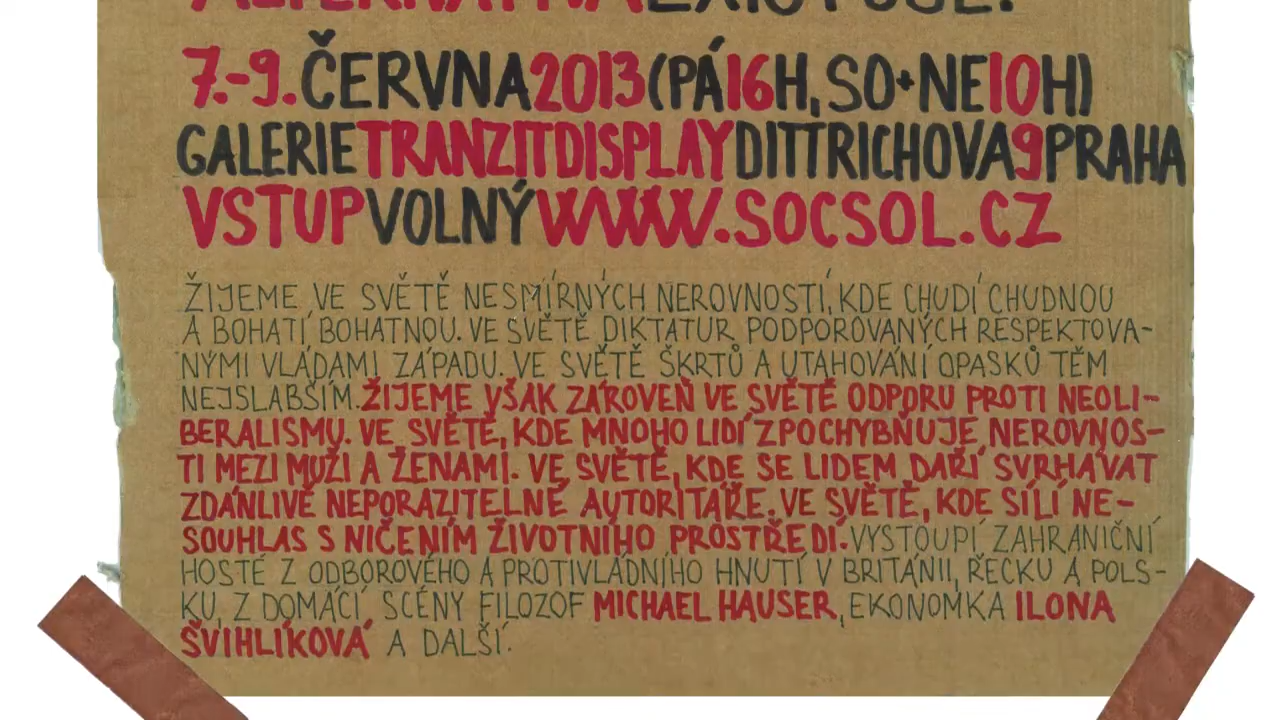 ALTERNATIVA EXISTUJE!
7.-9. ČERVNA 2013 (PÁ 16H, SO+NE 10H)
GALERIE TRANZITDISPLAY DITTRICHOVA 9 PRAHA
VSTUP VOLNÝ WWW.SOCSOL.CZ
ŽIJEME VE SVĚTĚ NESMÍRNÝCH NEROVNOSTÍ, KDE CHUDÍ CHUDNOU
A BOHATÍ BOHATNOU. VE SVĚTĚ DIKTATUR PODPOROVANÝCH RESPEKTOVA-
NÝMI VLÁDAMI ZÁPADU. VE SVĚTĚ ŠKRTŮ A UTAHOVÁNÍ OPASKŮ TĚM
NEJSLABŠÍM. ŽIJEME VŠAK ZÁROVEŇ VE SVĚTĚ ODPORU PROTI NEOLI-
BERALISMU. VE SVĚTĚ, KDE MNOHO LIDÍ ZPOCHYBŇUJE NEROVNOS-
TI MEZI MUŽI A ŽENAMI. VE SVĚTĚ, KDE SE LIDEM DAŘÍ SVRHÁVAT
ZDÁNLIVĚ NEPORAZITELNÉ AUTORITÁŘE. VE SVĚTĚ, KDE SÍLÍ NE-
SOUHLAS S NIČENÍM ŽIVOTNÍHO PROSTŘEDÍ. VYSTOUPÍ ZAHRANIČNÍ
HOSTÉ Z ODBOROVÉHO A PROTIVLÁDNÍHO HNUTÍ V BRITÁNII, ŘECKU A POLS-
KU, Z DOMÁCÍ SCÉNY FILOZOF MICHAEL HAUSER, EKONOMKA ILONA
ŠVIHLÍKOVÁ A DALŠÍ.